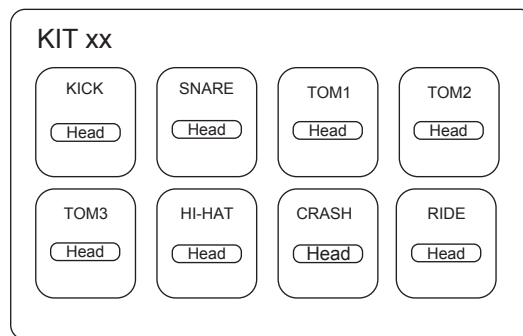 KIT xx
KICK SNARE TOM1 TOM2
Head Head Head Head
TOM3 HI-HAT CRASH RIDE
Head Head Head Head